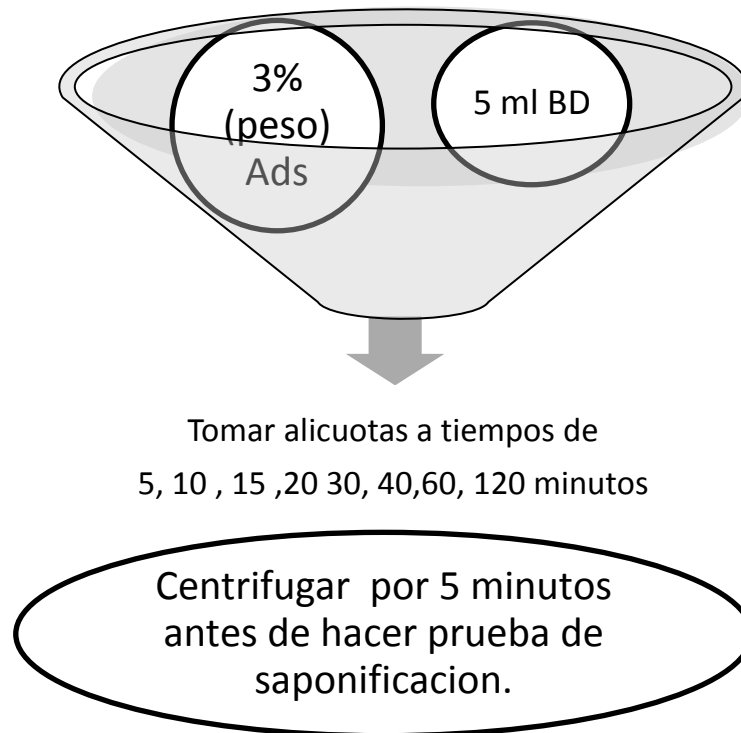 3%
(peso)
Ads
5 ml BD
Tomar alicuotas a tiempos de
5, 10 , 15 ,20 30, 40,60, 120 minutos
Centrifugar por 5 minutos
antes de hacer prueba de
saponificacion.